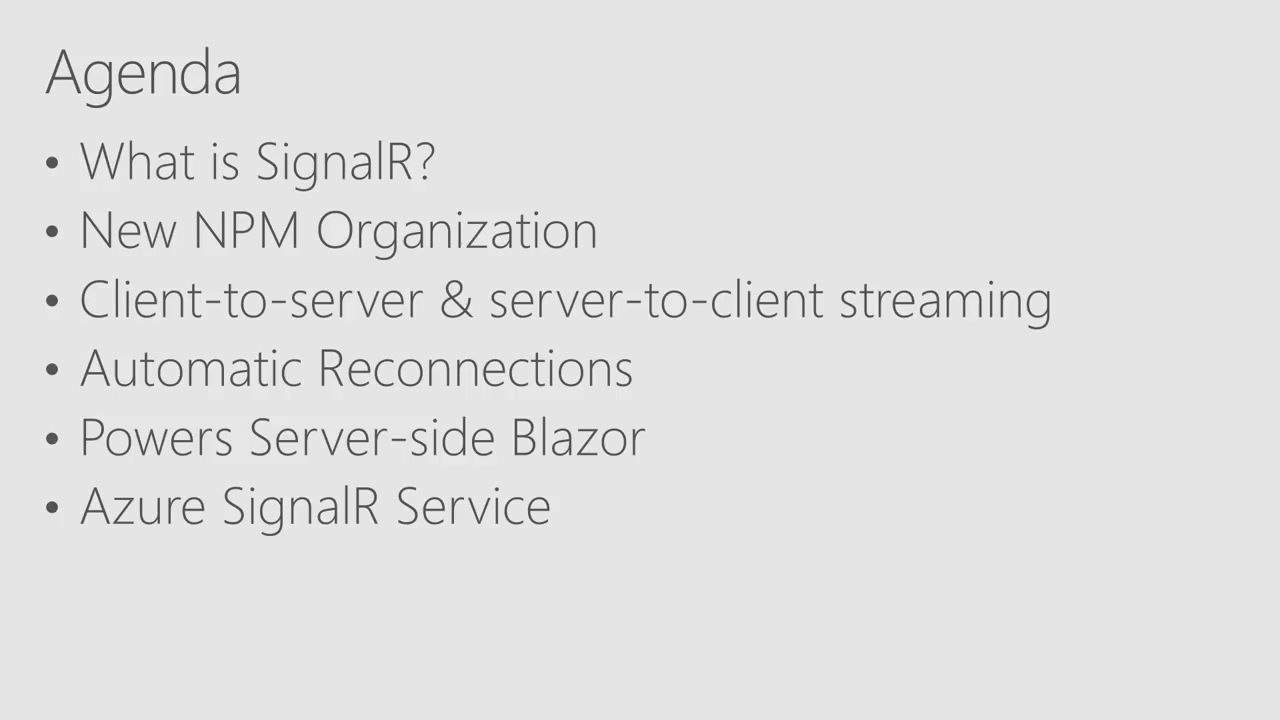 Agenda
• What is SignalR?
• New NPM Organization
• Client-to-server & server-to-client streaming
• Automatic Reconnections
• Powers Server-side Blazor
• Azure SignalR Service